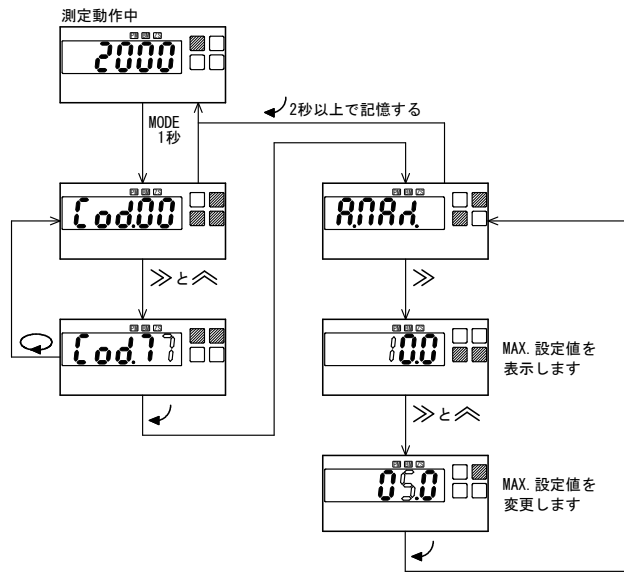 測定動作中
2000
MODE
1秒
2秒以上で記憶する
Cod.00
≫と︽
Cod.77
A.MAd.
≫
10.0
MAX. 設定値を
表示します
≫と︽
05.0
MAX. 設定値を
変更します